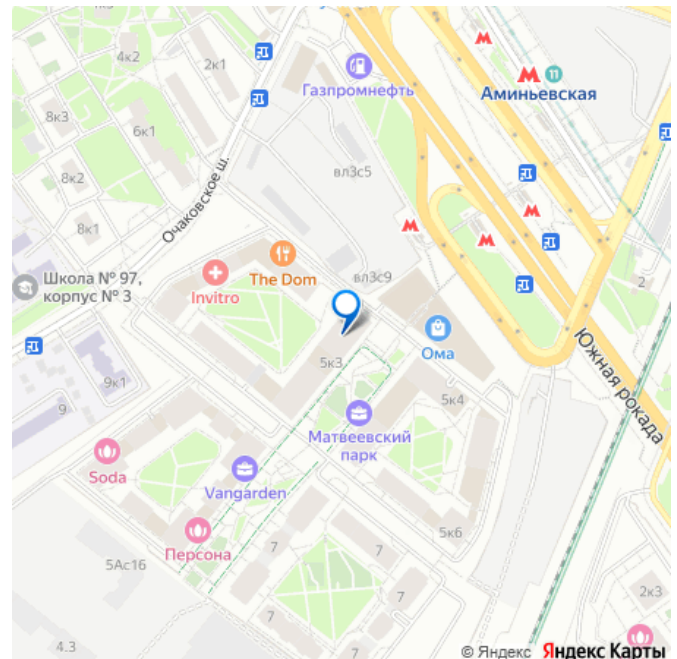 4к2
2к1
Газпромнефть
Аминьевская
11
8к3
6к1
8к2
вл3с5
8к1
Очаковское ш.
Школа № 97,
корпус № 3
The Dom
Invitro
вл3с9
2
Ома
5к3
Южная рокада
9к1
9
5к4
Матвеевский
парк
Soda
Vangarden
Персона
5к6
7
7
7
7
5Ас16
2к3
4.3
© Яндекс Яндекс Карты